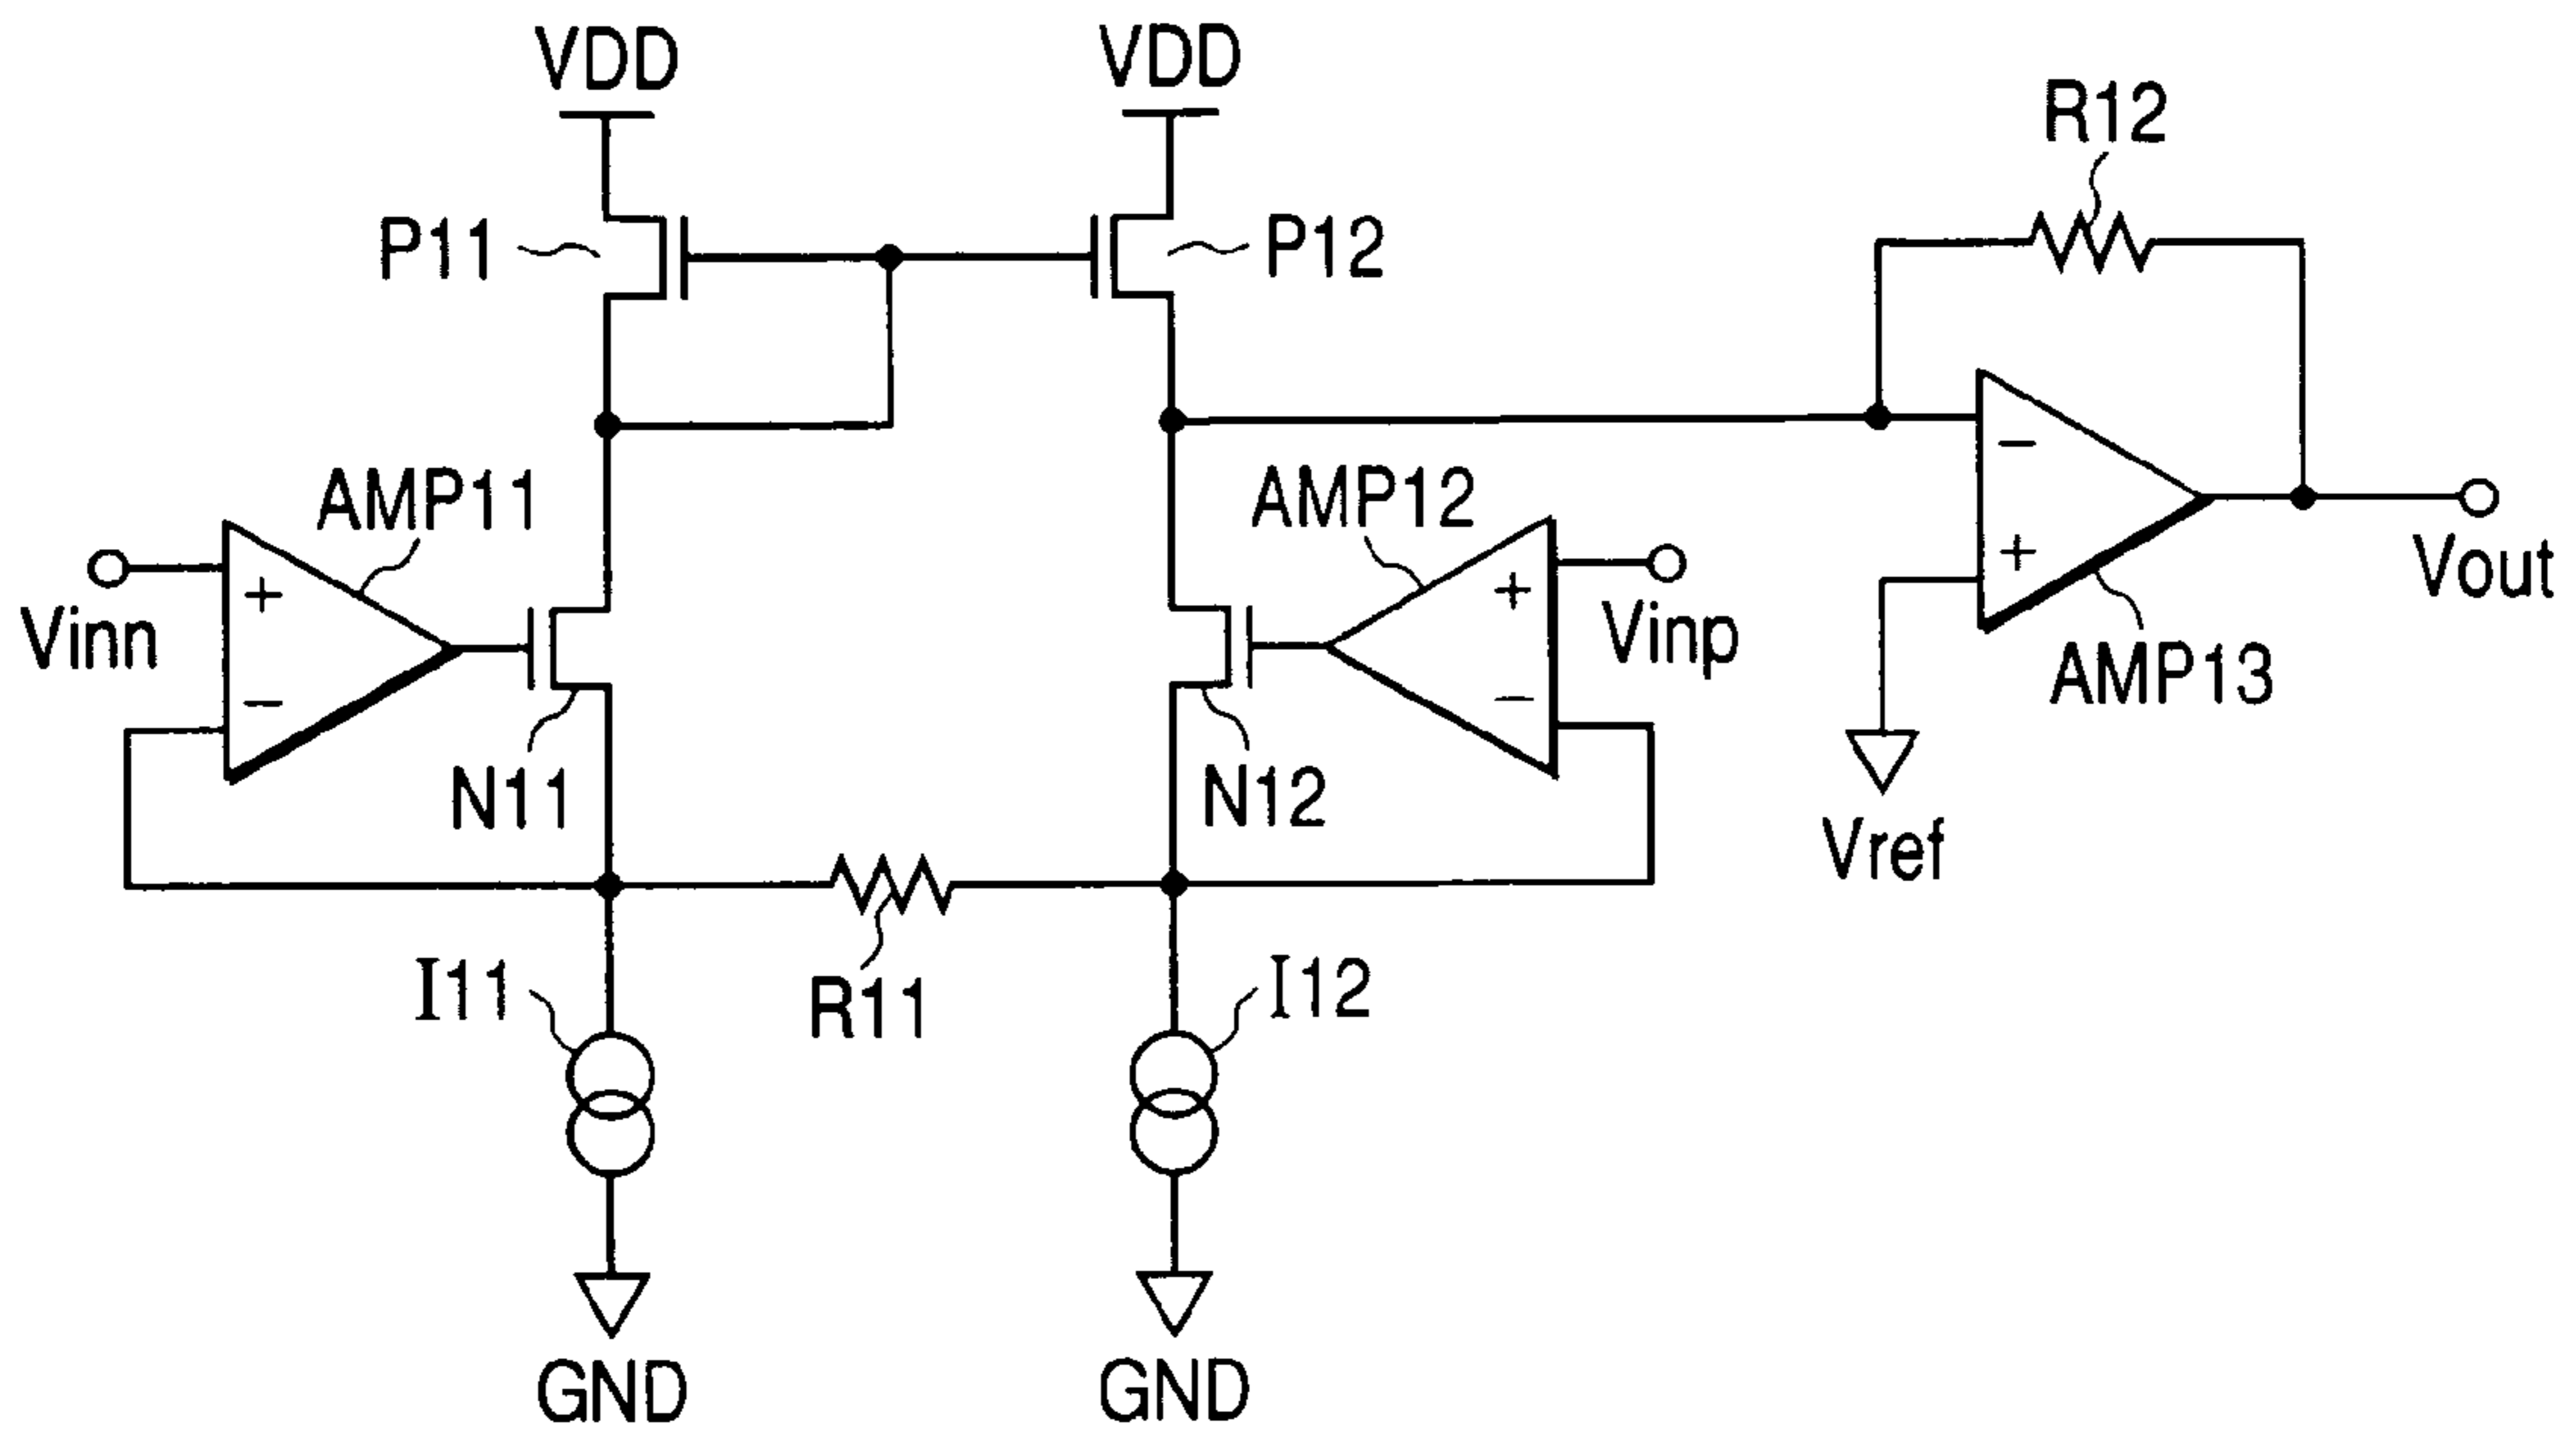 VDD
VDD
R12
P11
P12
AMP11
AMP12
+
+
−
+
Vinn
Vinp
Vout
−
−
AMP13
N11
N12
Vref
I11
R11
I12
GND
GND